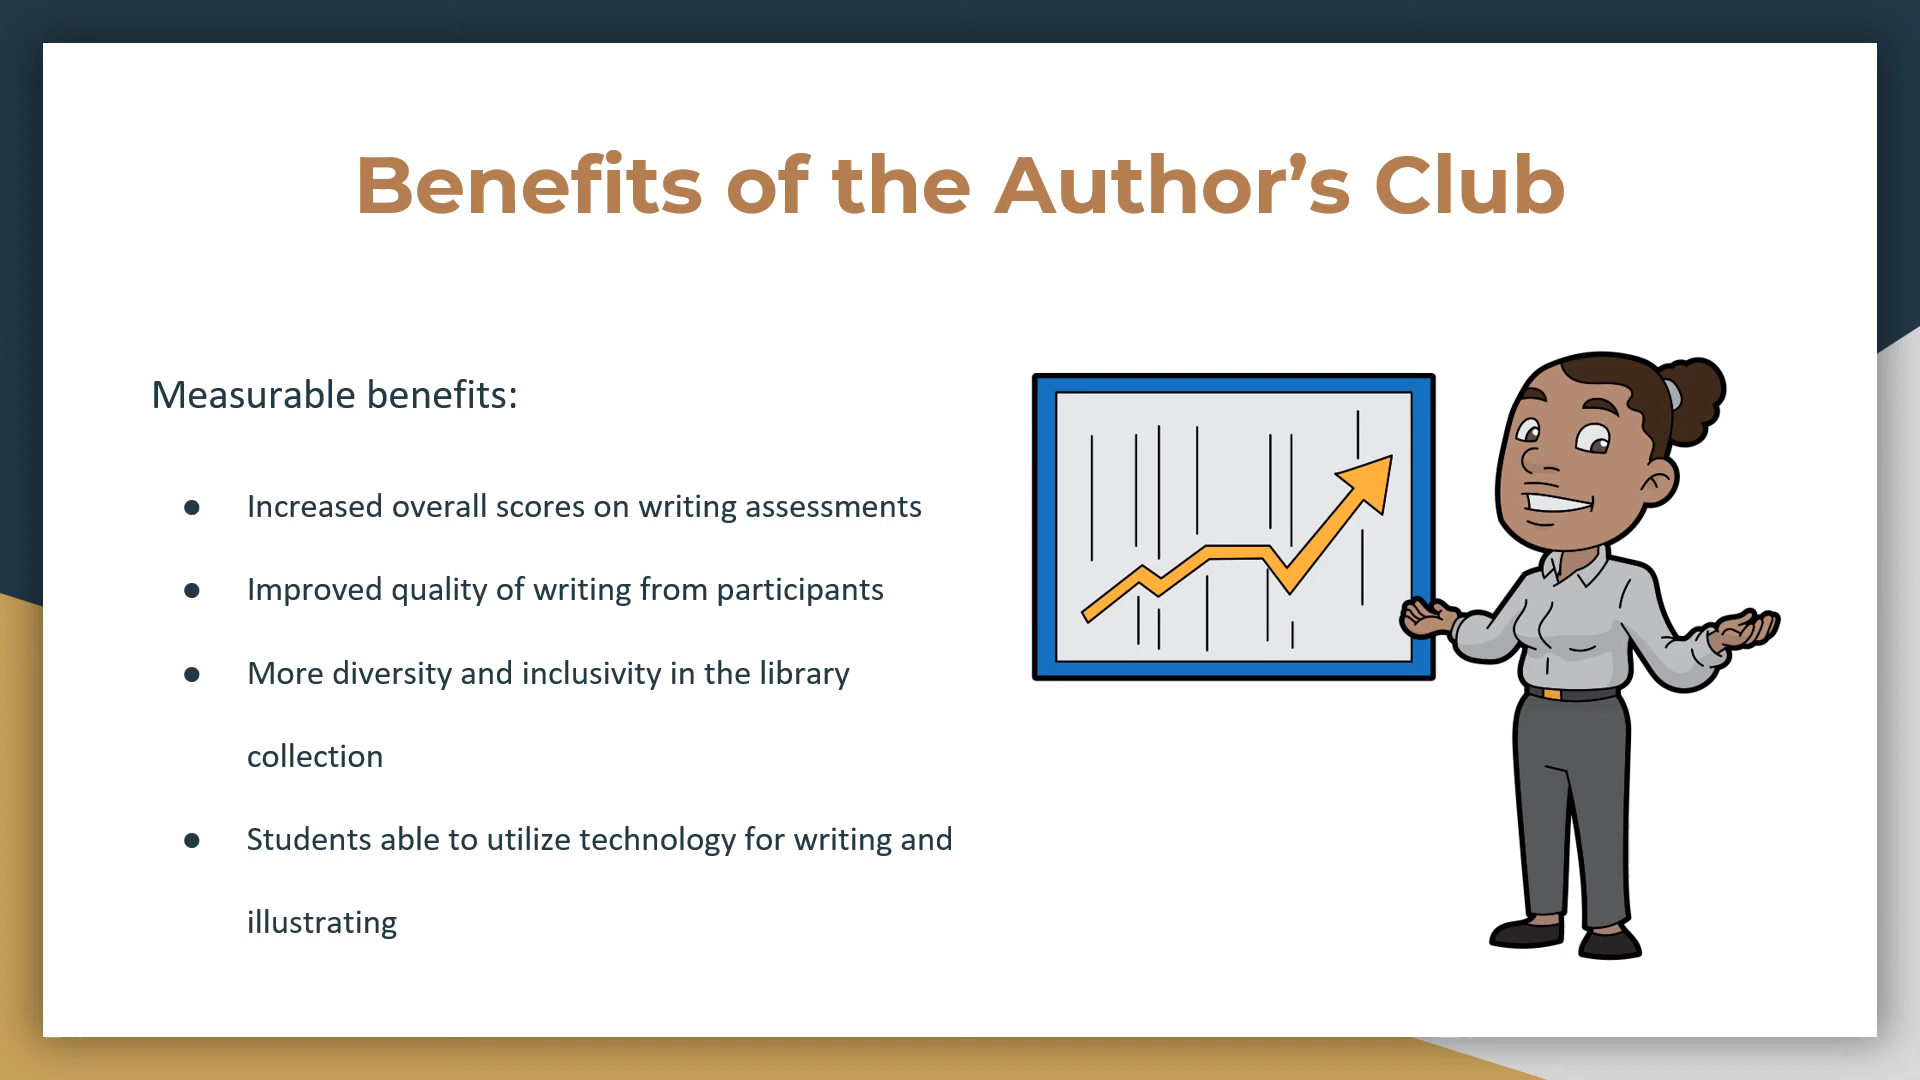 Benefits of the Author’s Club
Measurable benefits:
● Increased overall scores on writing assessments
● Improved quality of writing from participants
● More diversity and inclusivity in the library
collection
● Students able to utilize technology for writing and
illustrating